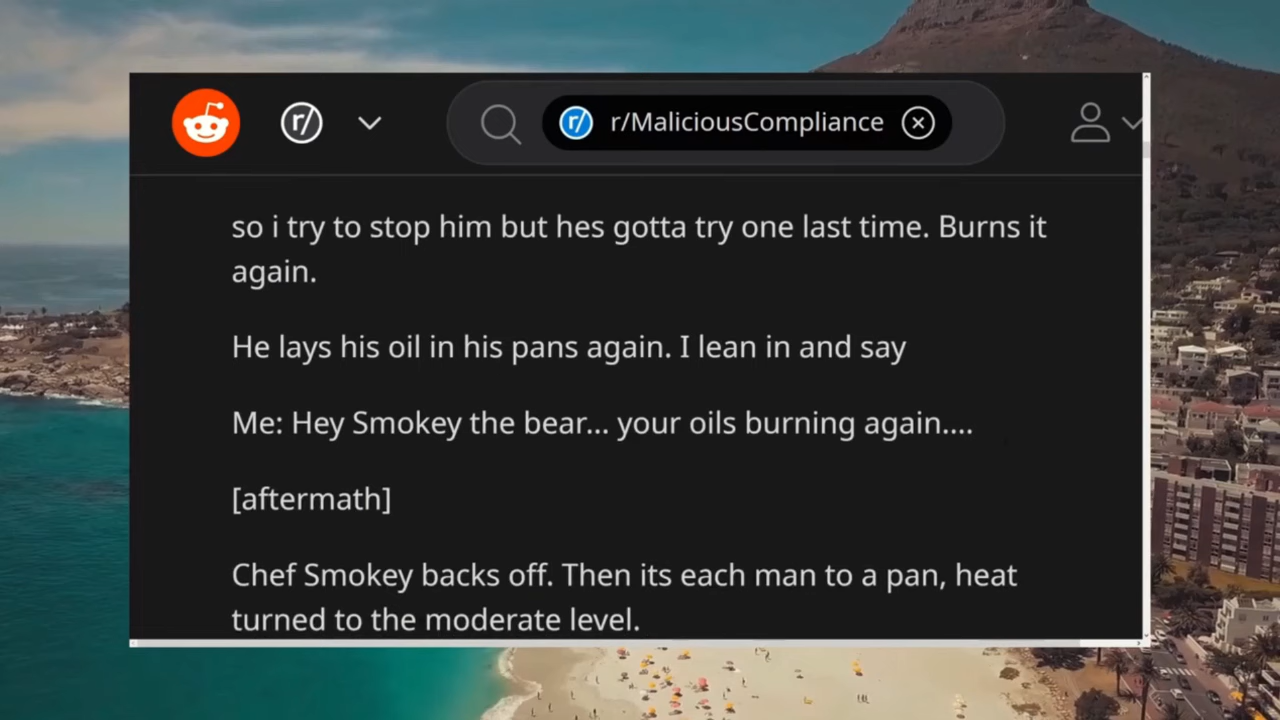 r/
r/ r/MaliciousCompliance
so i try to stop him but hes gotta try one last time. Burns it
again.
He lays his oil in his pans again. I lean in and say
Me: Hey Smokey the bear... your oils burning again....
[aftermath]
Chef Smokey backs off. Then its each man to a pan, heat
turned to the moderate level.